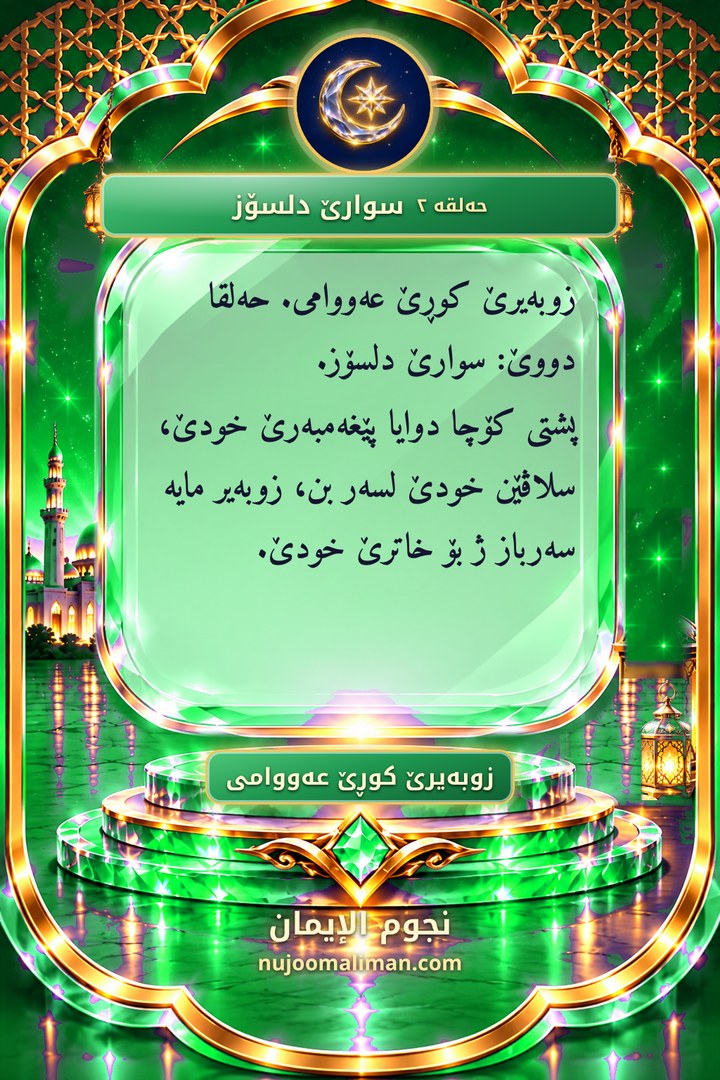 حەلقە ٢ سوارێ دلسۆز
زوبەیرێ کوڕێ عەووامی. حەلقا
دووێ: سوارێ دلسۆز.
پشتی کۆچا دوایا پێغەمبەرێ خودێ،
سلاڤێن خودێ لسەر بن، زوبەیر مایە
سەرباز ژ بۆ خاترێ خودێ.
زوبەیرێ کوڕێ عەووامی
نجوم الإيمان
nujoomaliman.com